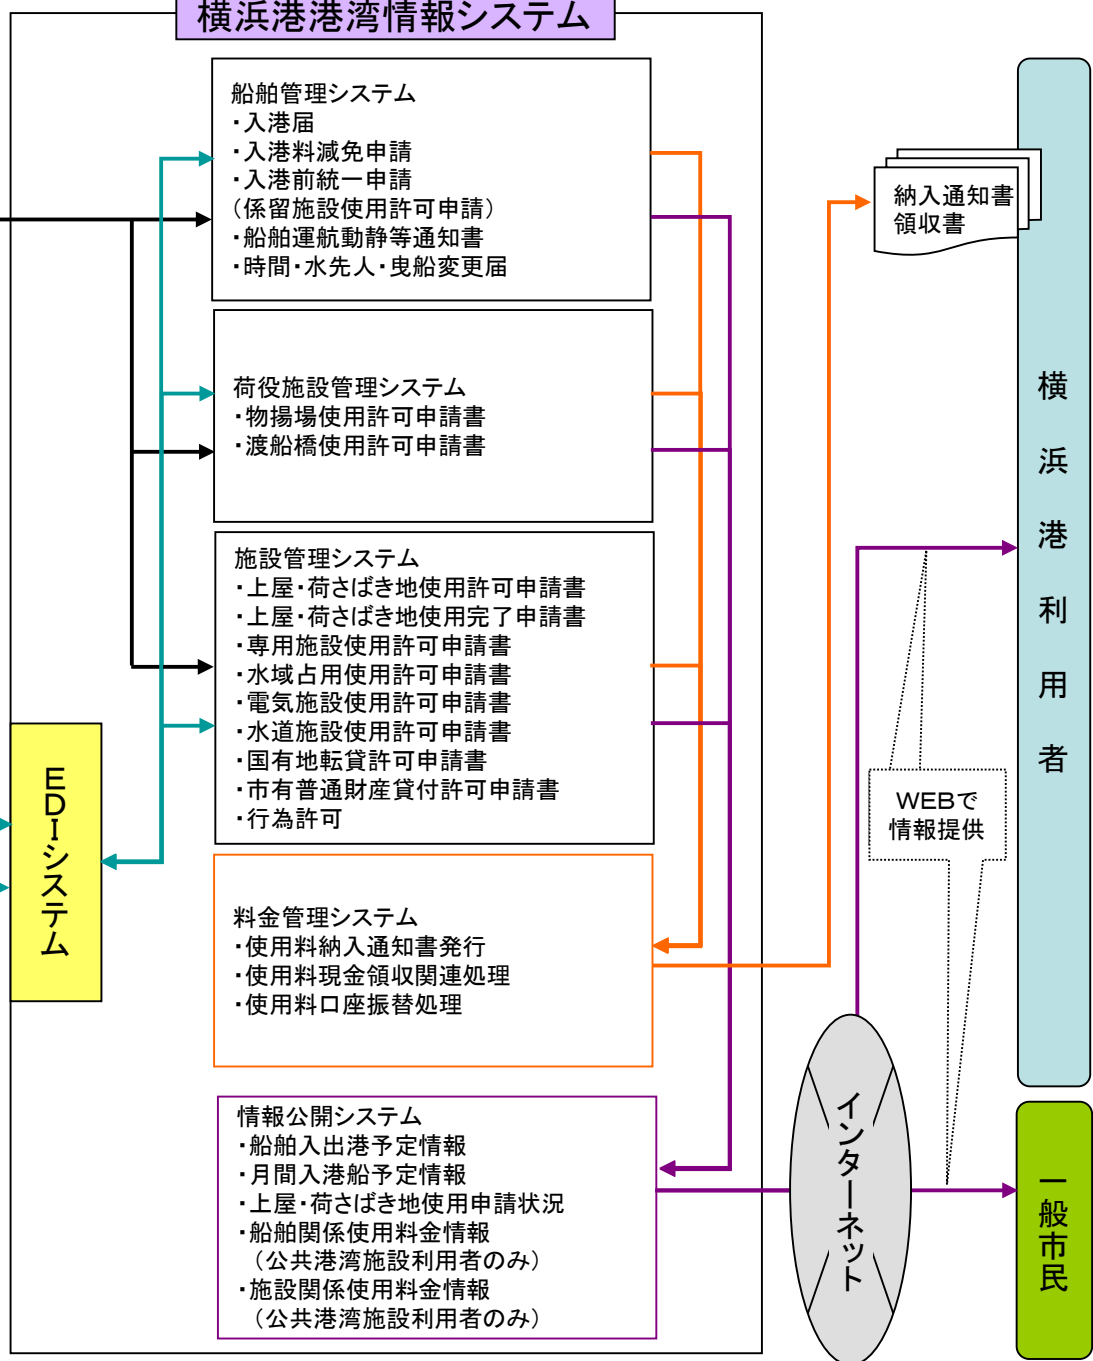 横浜港港湾情報システム
船舶管理システム
・入港届
・入港料減免申請
・入港前統一申請
（係留施設使用許可申請）
・船舶運航動静等通知書
・時間・水先人・曳船変更届
荷役施設管理システム
・物揚場使用許可申請書
・渡船橋使用許可申請書
施設管理システム
・上屋・荷さばき地使用許可申請書
・上屋・荷さばき地使用完了申請書
・専用施設使用許可申請書
・水域占用使用許可申請書
・電気施設使用許可申請書
・水道施設使用許可申請書
・国有地転貸許可申請書
・市有普通財産貸付許可申請書
・行為許可
EDIシステム
料金管理システム
・使用料納入通知書発行
・使用料現金領収関連処理
・使用料口座振替処理
情報公開システム
・船舶入出港予定情報
・月間入港船予定情報
・上屋・荷さばき地使用申請状況
・船舶関係使用料金情報
（公共港湾施設利用者のみ）
・施設関係使用料金情報
（公共港湾施設利用者のみ）
納入通知書
領収書
横浜港利用者
WEBで
情報提供
インターネット
一般市民